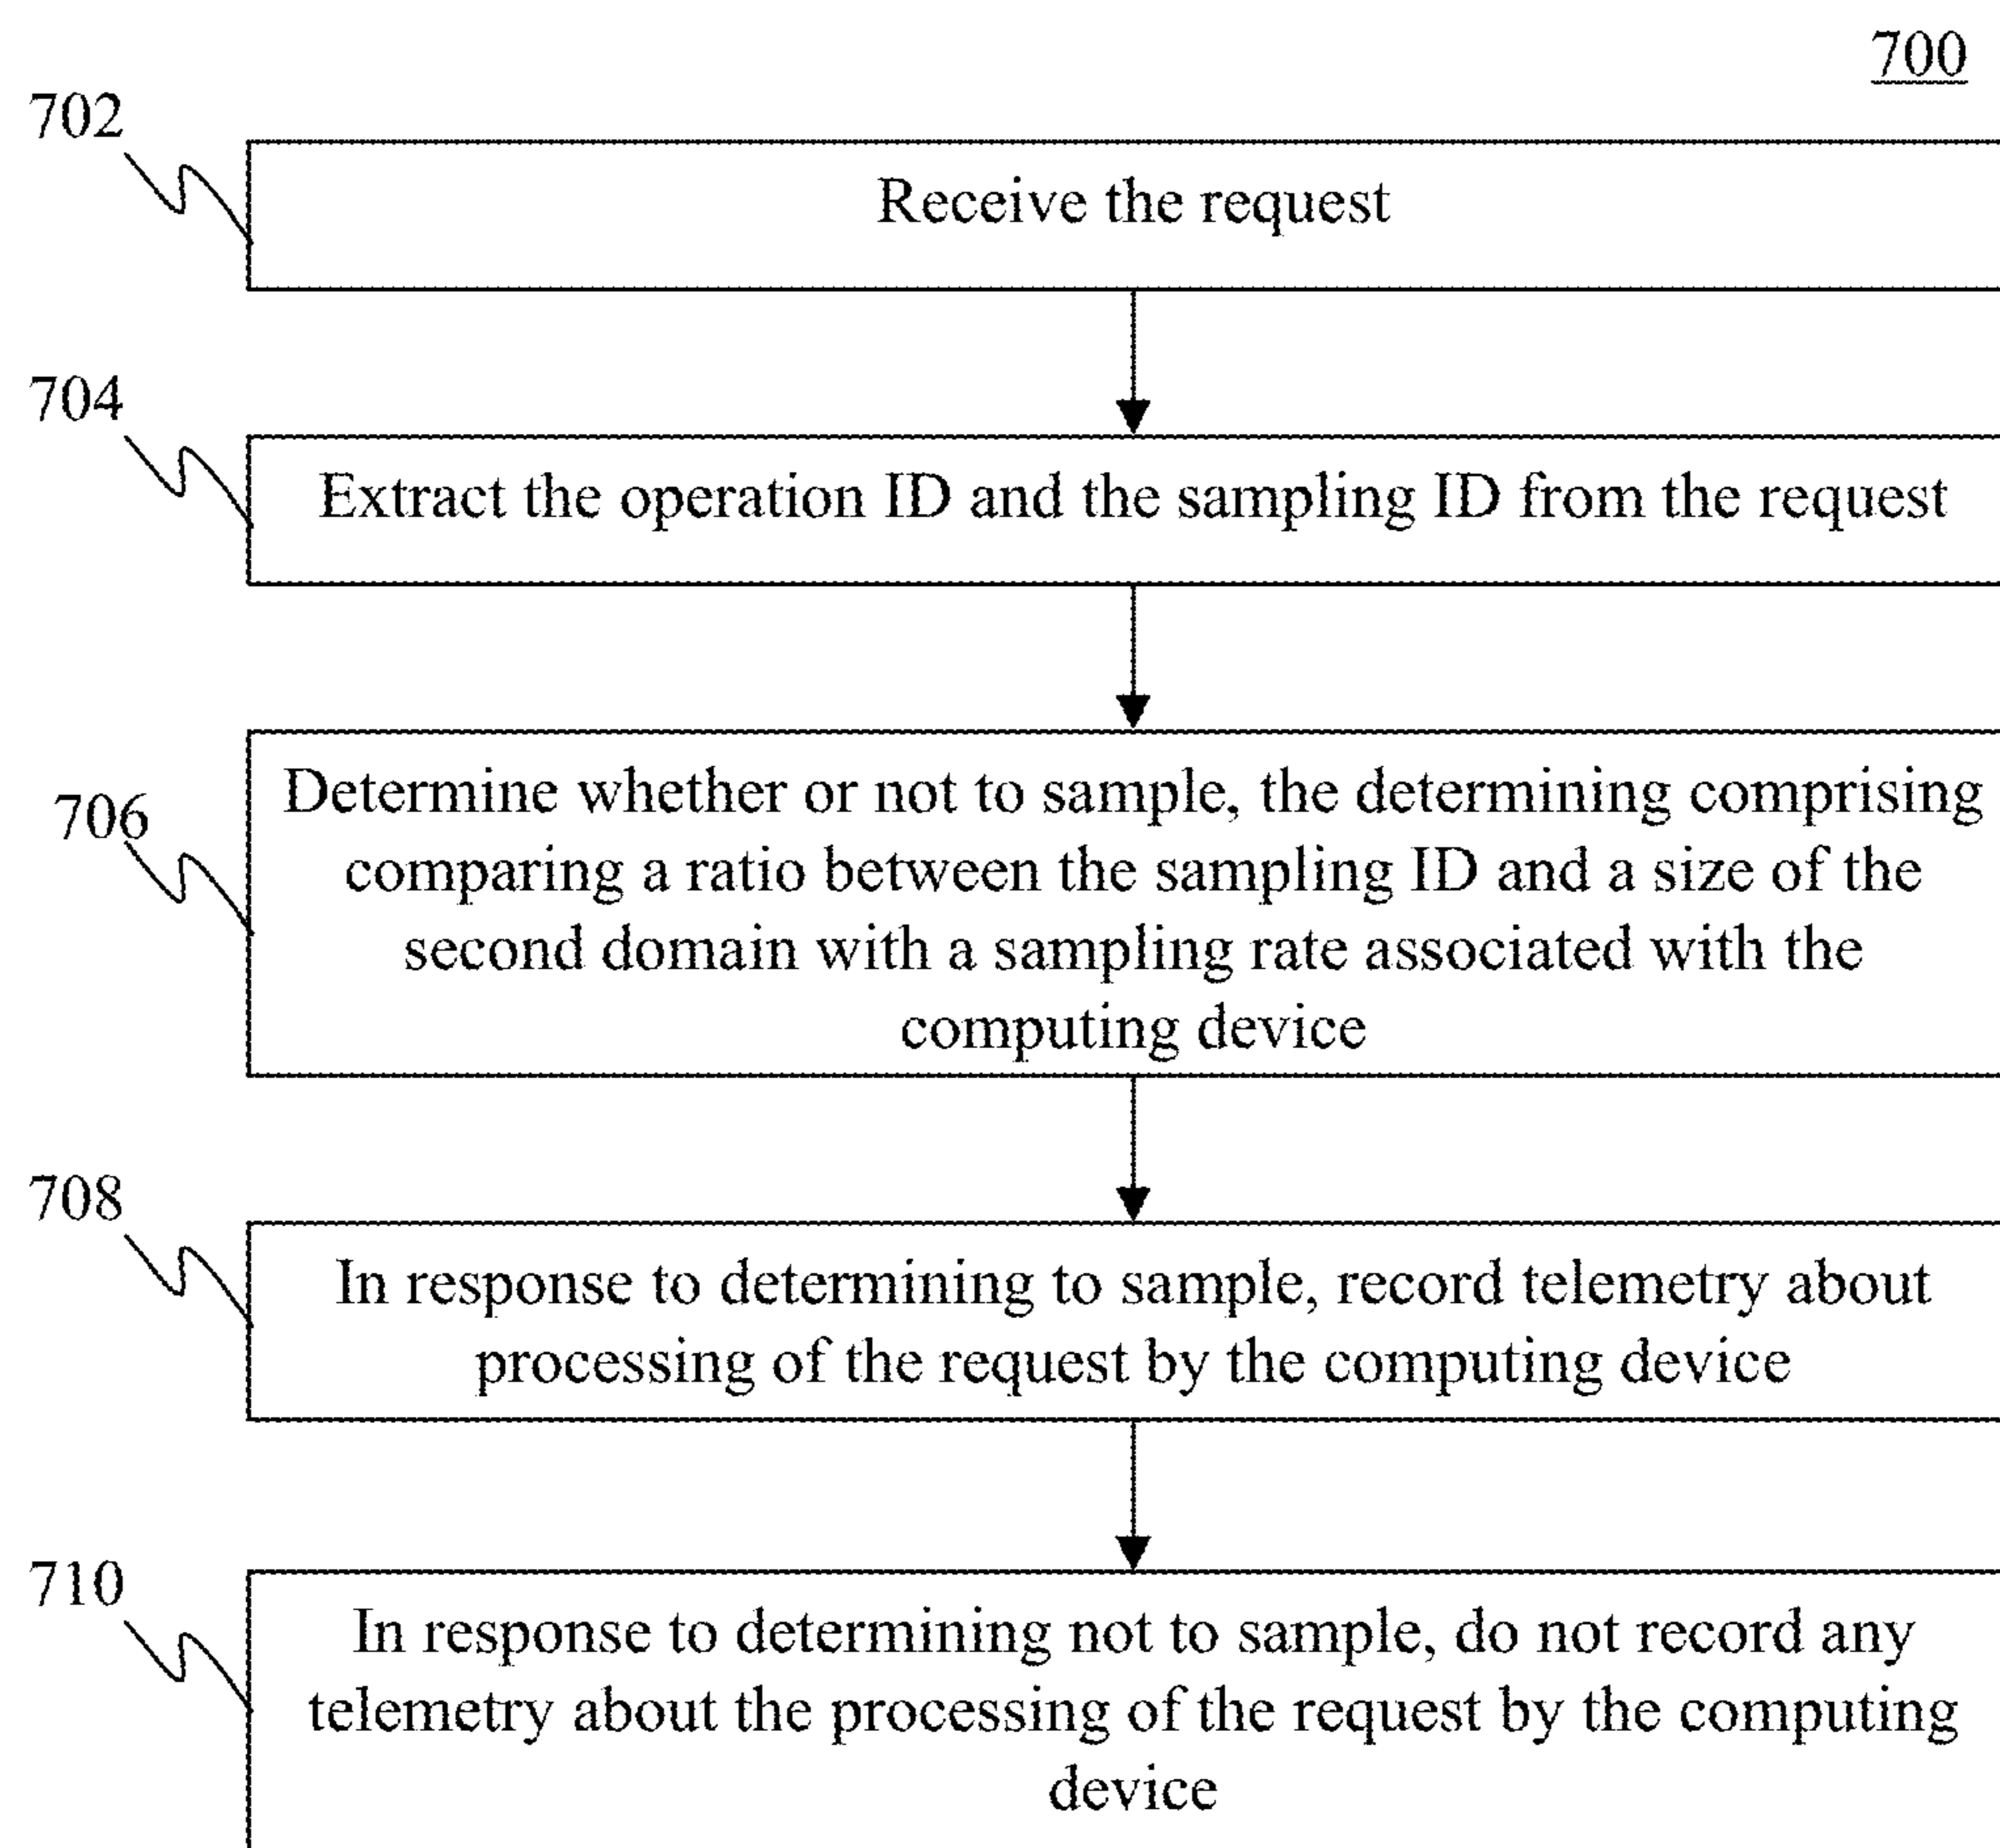 700
702
Receive the request
704
Extract the operation ID and the sampling ID from the request
706
Determine whether or not to sample, the determining comprising
comparing a ratio between the sampling ID and a size of the
second domain with a sampling rate associated with the
computing device
708
In response to determining to sample, record telemetry about
processing of the request by the computing device
710
In response to determining not to sample, do not record any
telemetry about the processing of the request by the computing
device